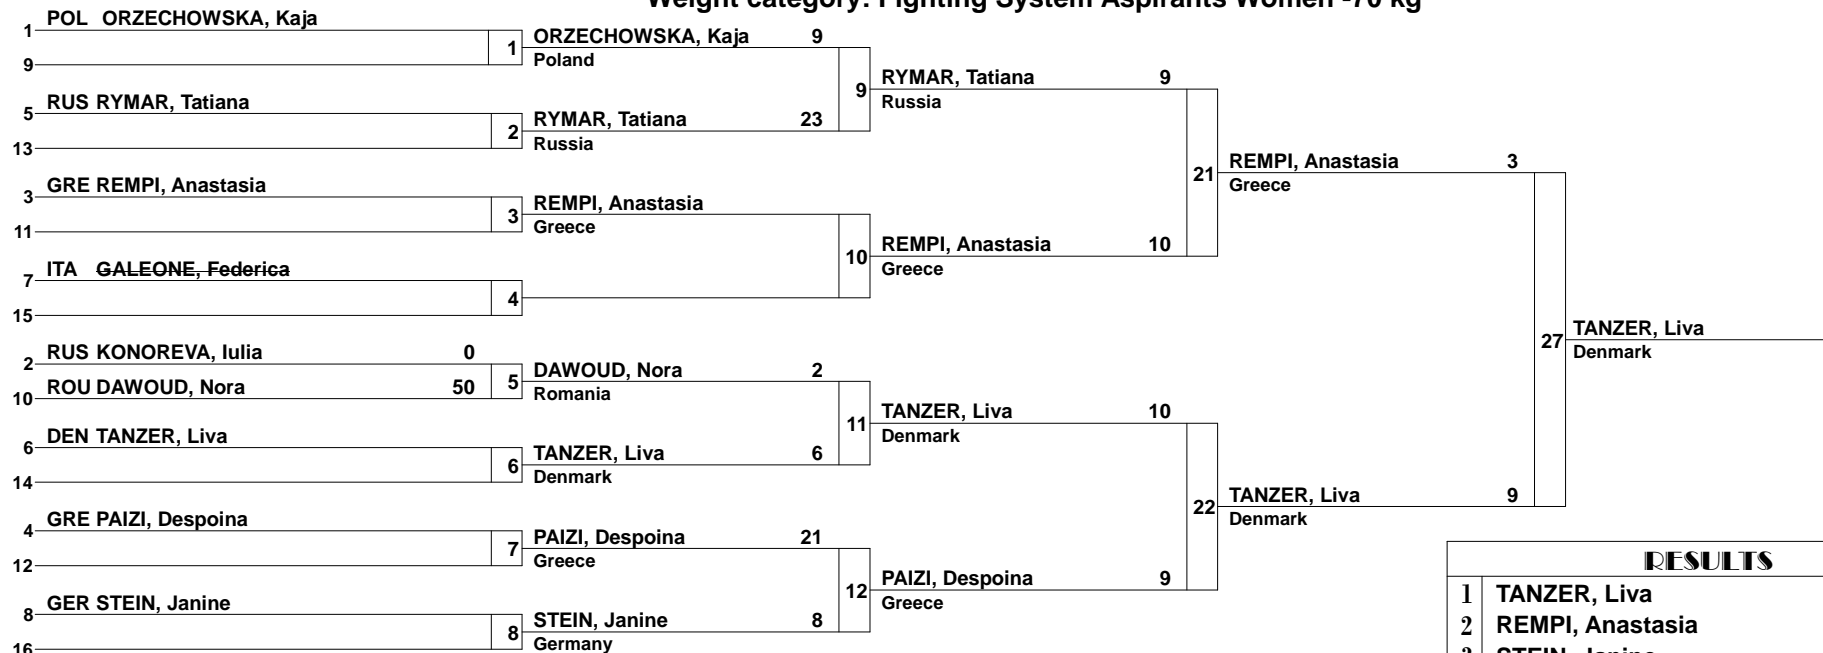 Weight category: Fighting System Aspirants Women -70 kg
1 POL ORZECHOWSKA, Kaja
9
1 ORZECHOWSKA, Kaja 9
Poland
5 RUS RYMAR, Tatiana
13
2 RYMAR, Tatiana 23
Russia
9 RYMAR, Tatiana 9
Russia
3 GRE REMPI, Anastasia
11
3 REMPI, Anastasia
Greece
7 ITA GALEONE, Federica
15
4
10 REMPI, Anastasia 10
Greece
21 REMPI, Anastasia 3
Greece
2 RUS KONOREVA, Iulia 0
10 ROU DAWOUD, Nora 50
5 DAWOUD, Nora 2
Romania
6 DEN TANZER, Liva
14
6 TANZER, Liva 6
Denmark
11 TANZER, Liva 10
Denmark
4 GRE PAIZI, Despoina
12
7 PAIZI, Despoina 21
Greece
8 GER STEIN, Janine
16
8 STEIN, Janine 8
Germany
12 PAIZI, Despoina 9
Greece
22 TANZER, Liva 9
Denmark
27 TANZER, Liva
Denmark
RESULTS
1 TANZER, Liva
2 REMPI, Anastasia
3 STEIN, Janine